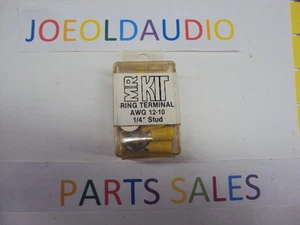 JOEOLDAUDIO
MR KIT
RING TERMINAL
AWG 12-10
1/4" Stud
PARTS SALES